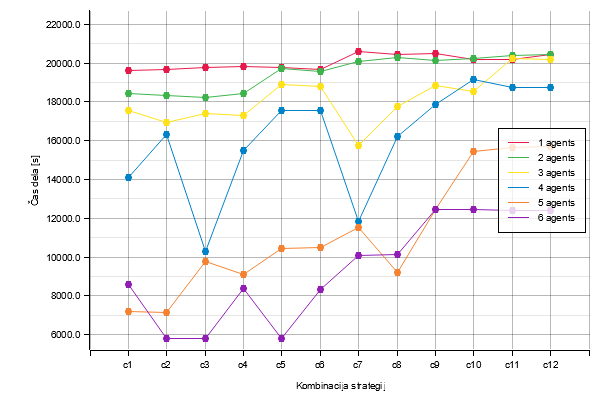 22000.0
20000.0
18000.0
16000.0
14000.0
12000.0
10000.0
8000.0
6000.0
Čas dela [s]
1 agents
2 agents
3 agents
4 agents
5 agents
6 agents
c1 c2 c3 c4 c5 c6 c7 c8 c9 c10 c11 c12
Kombinacija strategij